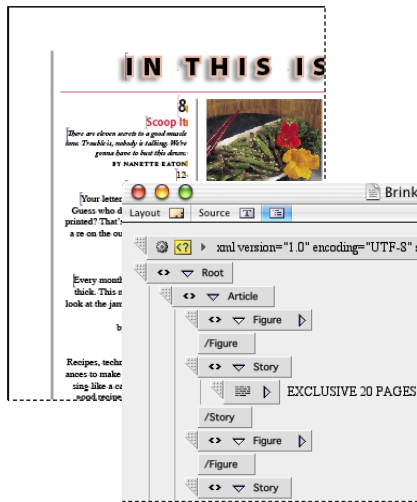 IN THIS IS
8
Scoop It
There are eleven secrets to a good muscle
tone. Trouble is, nobody is talking. We're
gonna have to bust this down.
BY NANETTE EATON
12
Your letter
Guess who d
printed? That's
a re on the ou
Every month
thick. This m
look at the jam
b
Recipes, techn
ances to make
sing like a ca
good recipe
Brink
Layout Source
xml version="1.0" encoding="UTF-8" s
Root
Article
Figure
/Figure
Story
EXCLUSIVE 20 PAGES
/Story
Figure
/Figure
Story